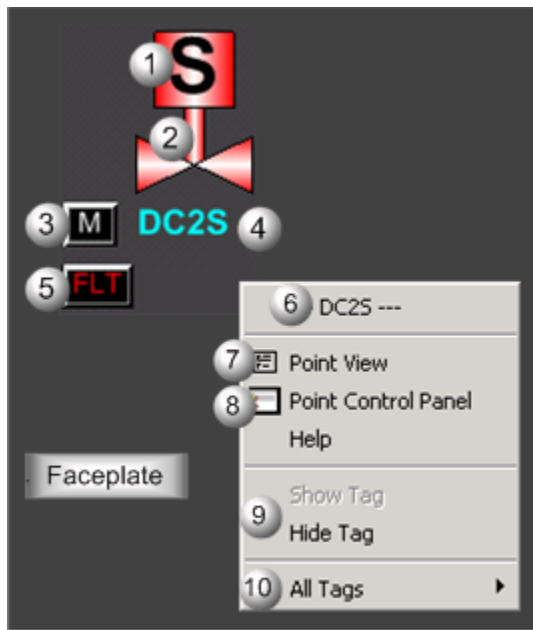 1
S
2
3
M
DC2S
4
5
FLT
6
DC2S ---
7
Point View
8
Point Control Panel
Help
Faceplate
Show Tag
9
Hide Tag
10
All Tags